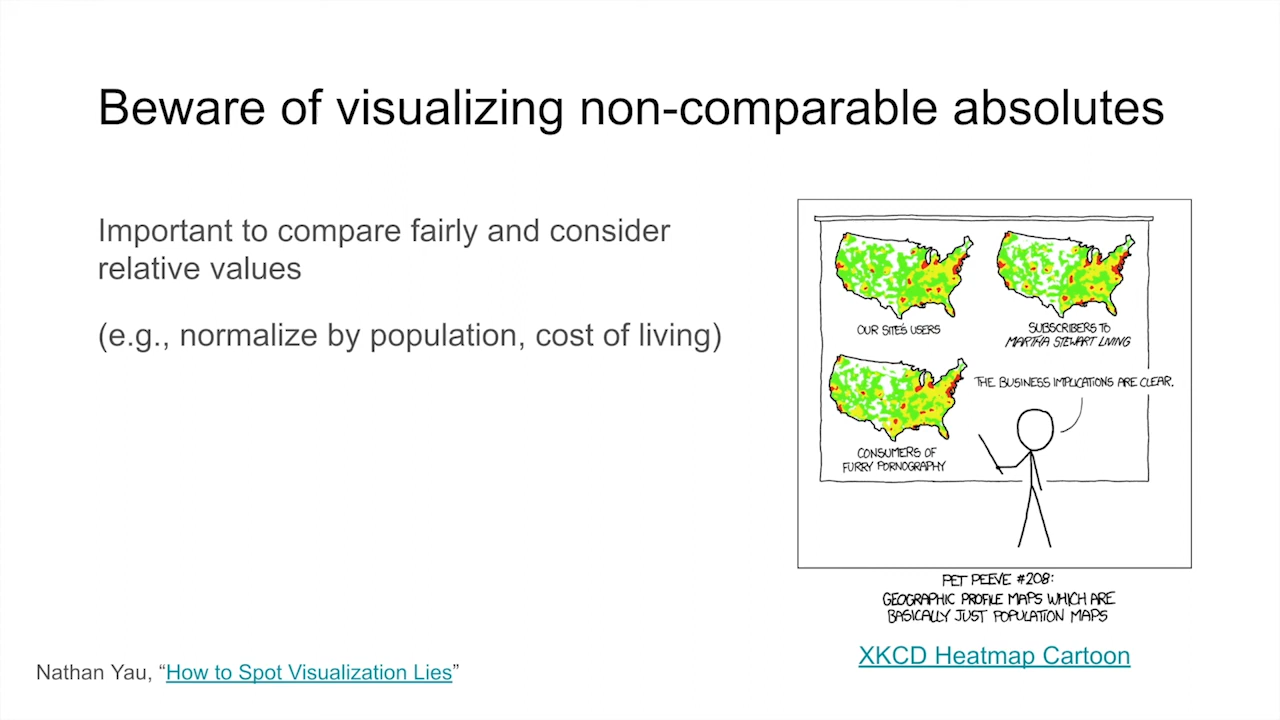 Beware of visualizing non-comparable absolutes
Important to compare fairly and consider
relative values
(e.g., normalize by population, cost of living)
OUR SITE'S USERS
SUBSCRIBERS TO
MARTHA STEWART LIVING
THE BUSINESS IMPLICATIONS ARE CLEAR.
CONSUMERS OF
FURRY PORNOGRAPHY
PET PEEVE #208:
GEOGRAPHIC PROFILE MAPS WHICH ARE
BASICALLY JUST POPULATION MAPS
XKCD Heatmap Cartoon
Nathan Yau, “How to Spot Visualization Lies”